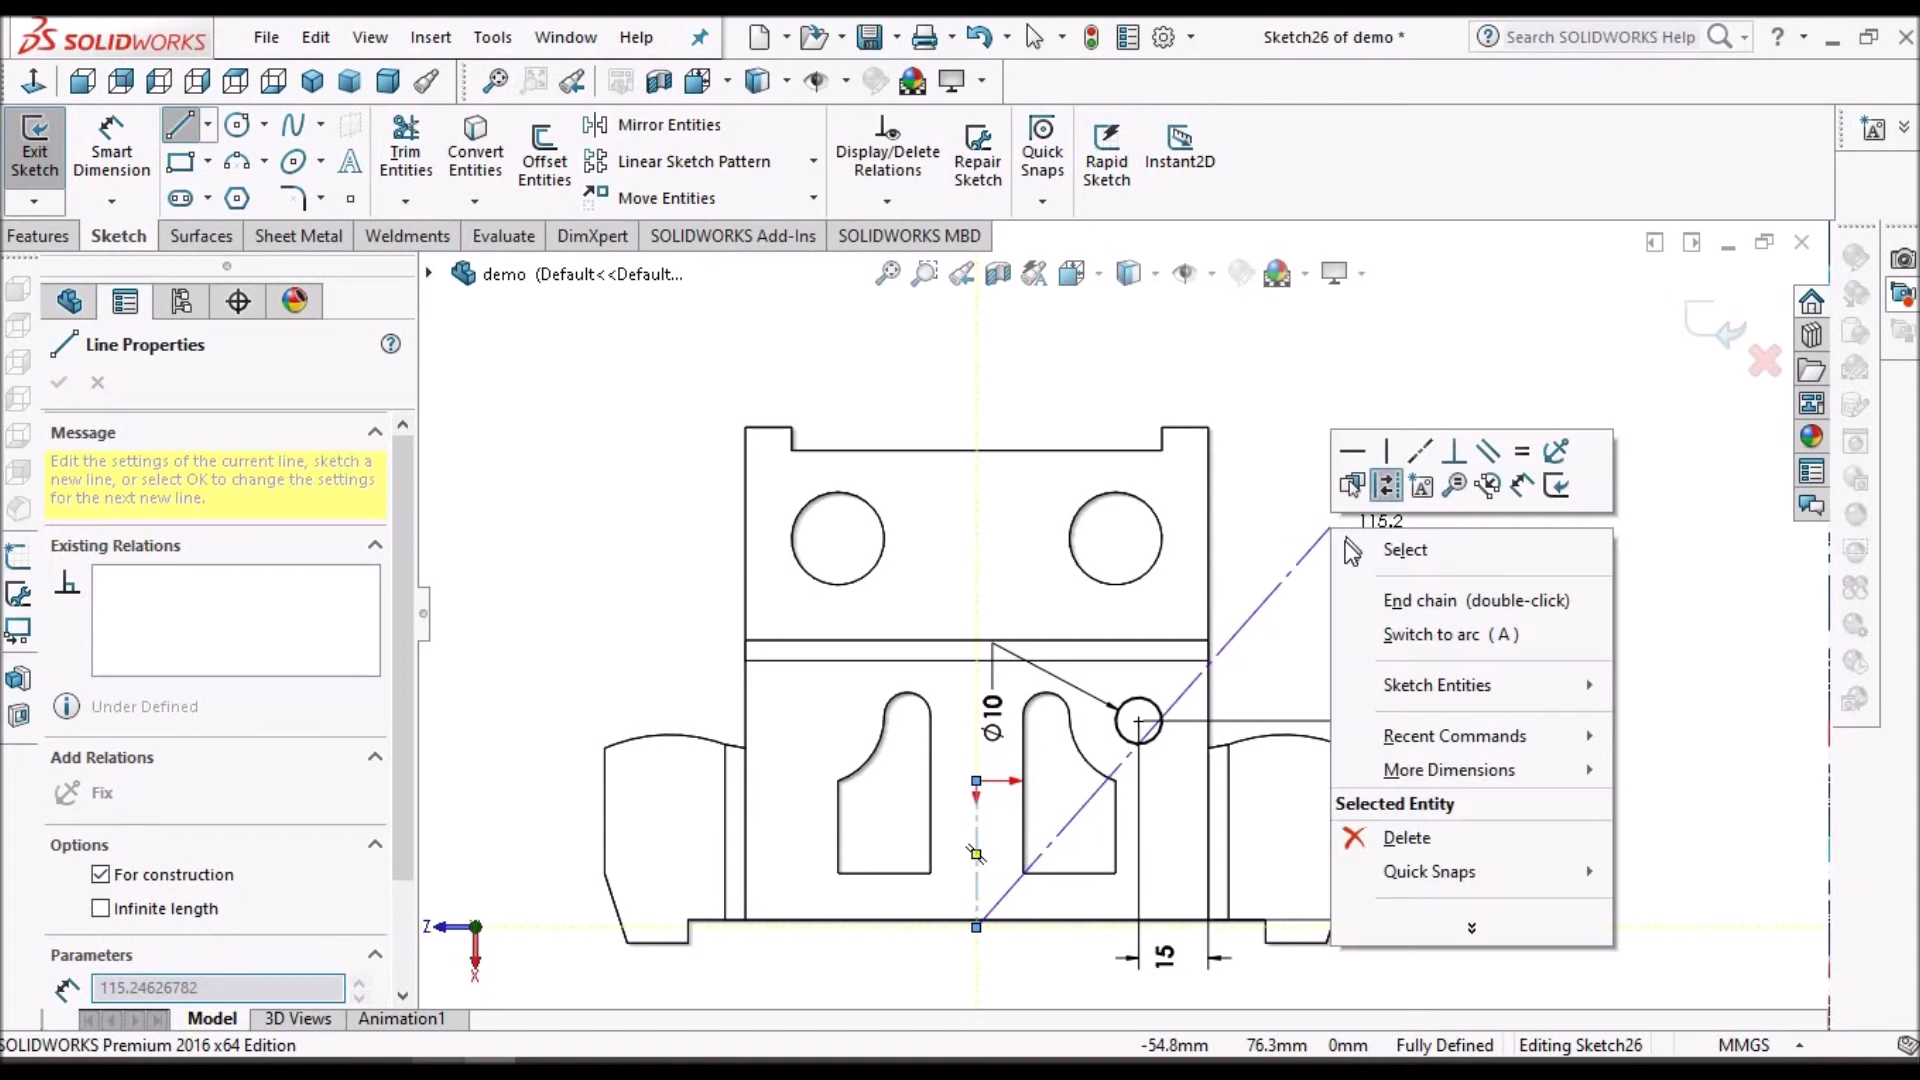 SOLIDWORKS File Edit View Insert Tools Window Help Sketch26 of demo * Search SOLIDWORKS Help
Exit Sketch
Smart Dimension
Trim Entities
Convert Entities
Offset Entities
Mirror Entities
Linear Sketch Pattern
Move Entities
Display/Delete Relations
Repair Sketch
Quick Snaps
Rapid Sketch
Instant2D
Features Sketch Surfaces Sheet Metal Weldments Evaluate DimXpert SOLIDWORKS Add-Ins SOLIDWORKS MBD
demo (Default<<Default...
Line Properties
Message
Edit the settings of the current line, sketch a
new line, or select OK to change the settings
for the next new line.
Existing Relations
Under Defined
Add Relations
Fix
Options
For construction
Infinite length
Parameters
115.24626782
115.2
Select
End chain (double-click)
Switch to arc (A)
Sketch Entities
Recent Commands
More Dimensions
Selected Entity
Delete
Quick Snaps
∅10
15
Z
X
Model 3D Views Animation1
SOLIDWORKS Premium 2016 x64 Edition -54.8mm 76.3mm 0mm Fully Defined Editing Sketch26 MMGS